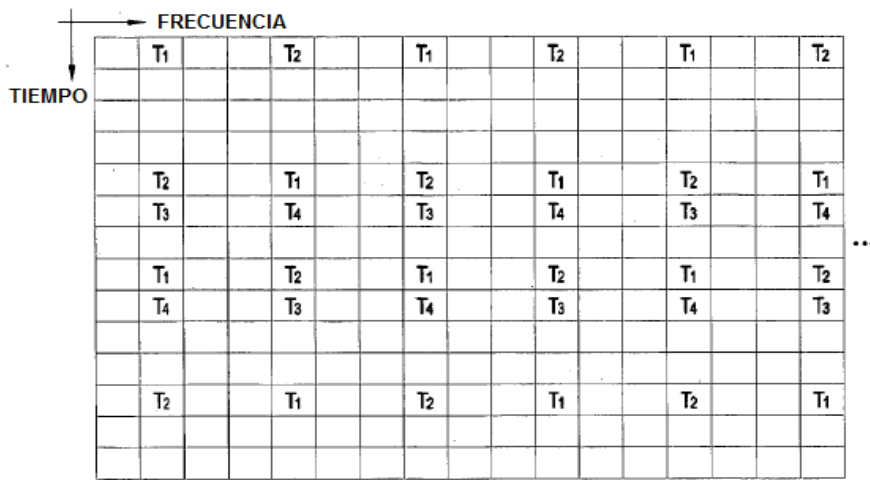 FRECUENCIA
TIEMPO
T1 T2 T1 T2 T1 T2
T2 T1 T2 T1 T2 T1
T3 T4 T3 T4 T3 T4
...
T1 T2 T1 T2 T1 T2
T4 T3 T4 T3 T4 T3
T2 T1 T2 T1 T2 T1